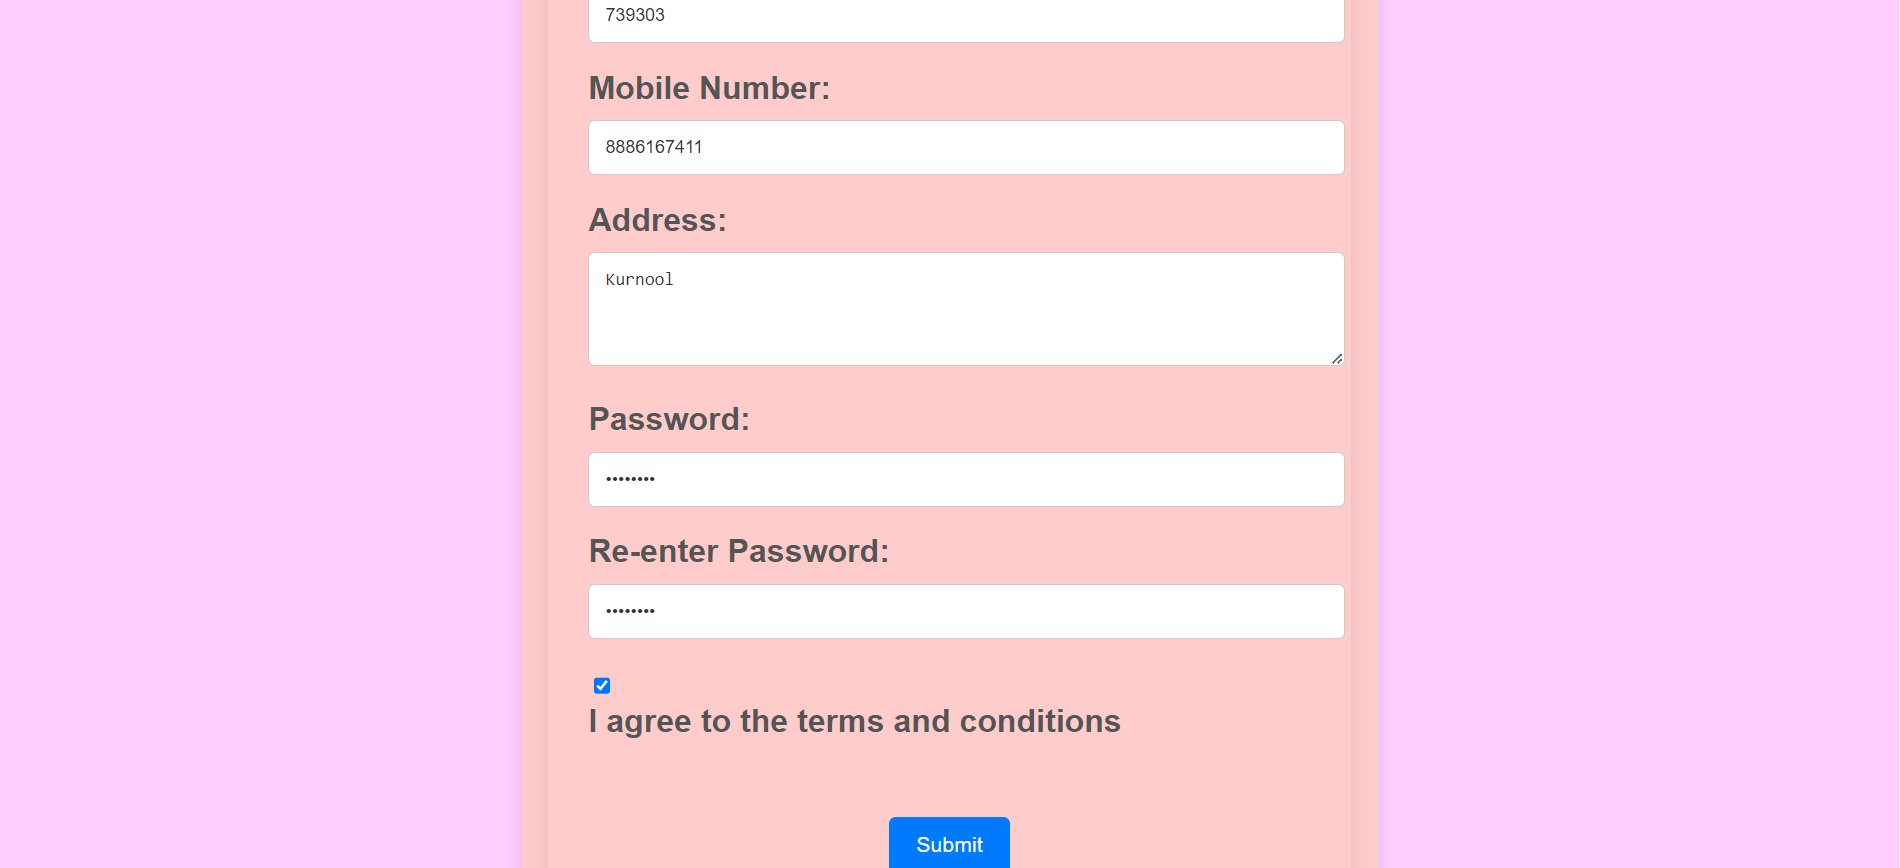 739303
Mobile Number:
8886167411
Address:
Kurnool
Password:
••••••••
Re-enter Password:
••••••••
I agree to the terms and conditions
Submit